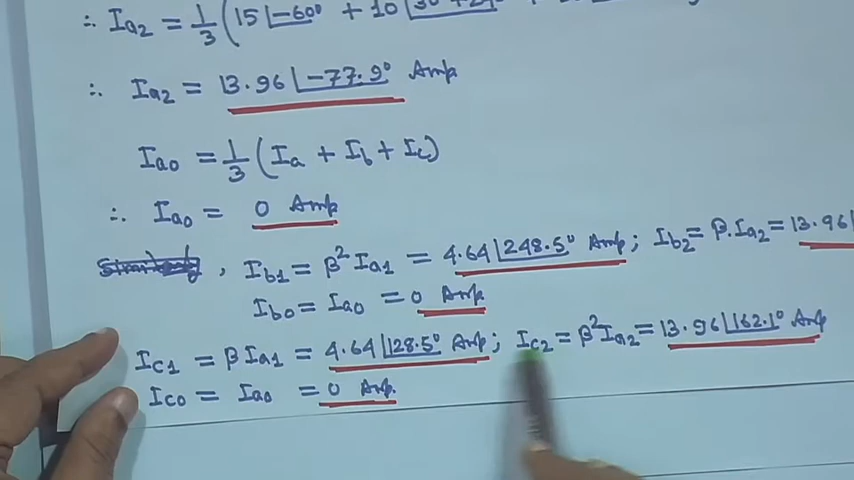 ∴ Ia2 = 1/3 (15∠-60° + 10
∴ Ia2 = 13.96∠-77.9° Amp
Ia0 = 1/3 (Ia + Ib + Ic)
∴ Ia0 = 0 Amp
, Ib1 = β² Ia1 = 4.64∠248.5° Amp; Ib2 = β.Ia2 = 13.96∠
Ib0 = Ia0 = 0 Amp
Ic1 = β Ia1 = 4.64∠128.5° Amp; Ic2 = β² Ia2 = 13.96∠162.1° Amp
Ic0 = Ia0 = 0 Amp.